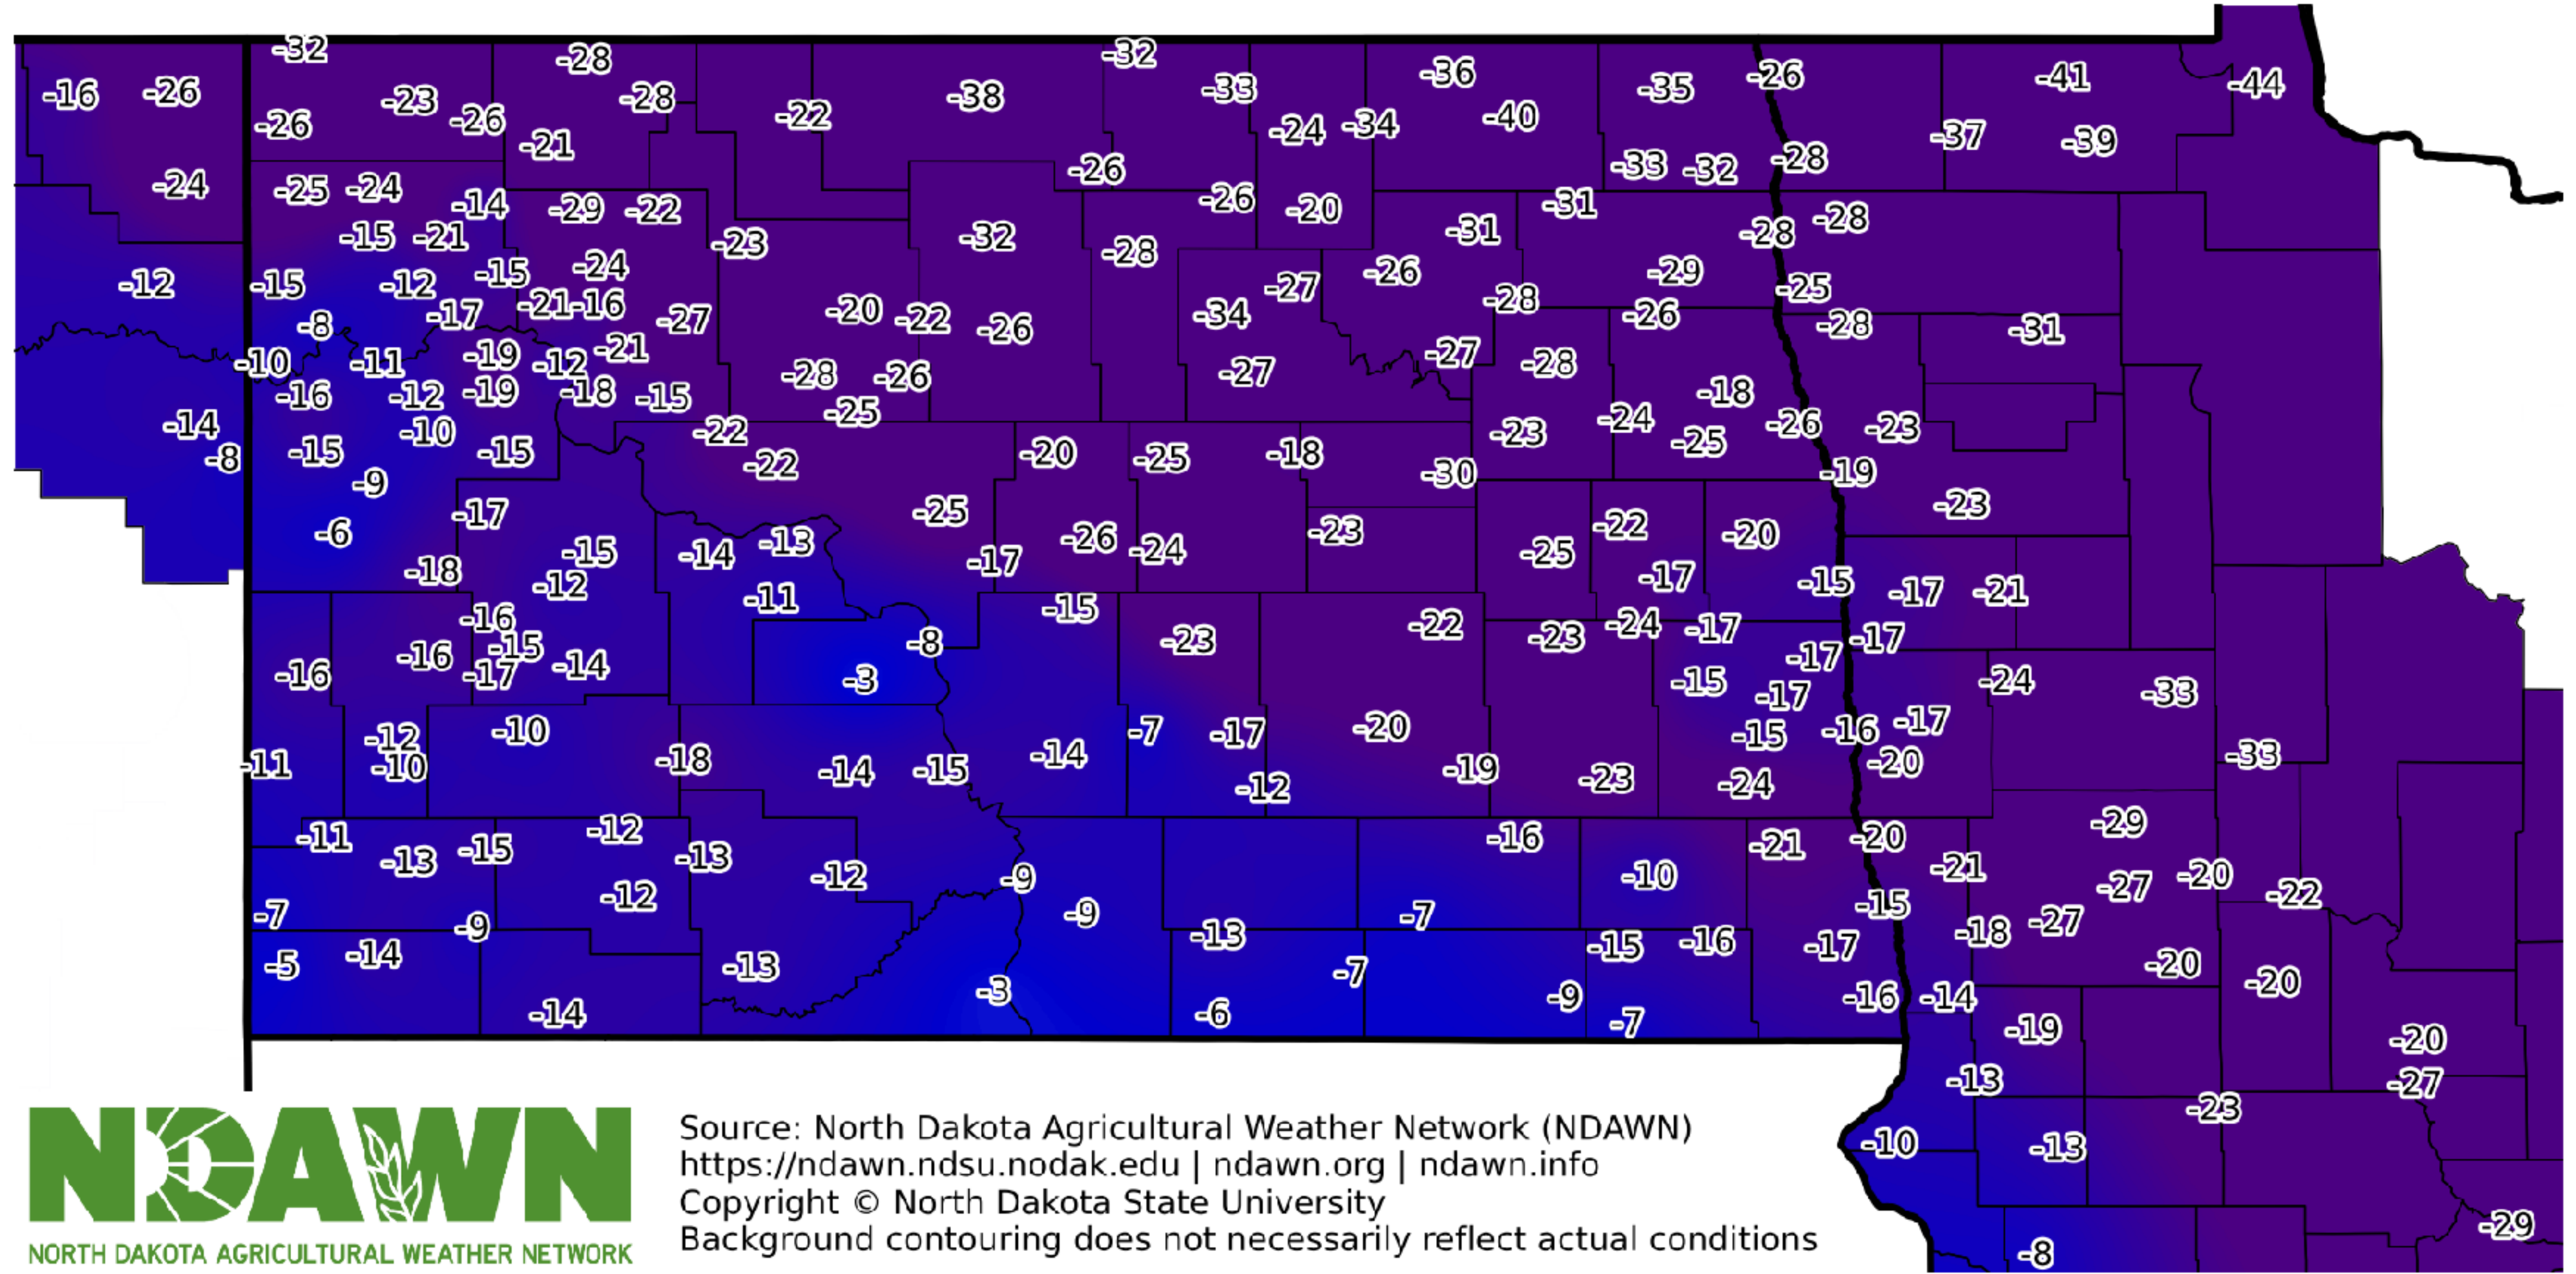 -32 -28 -32
-16 -26 -23 -28 -38 -33 -36 -35 -26 -41 -44
-26 -26 -21 -22 -24 -34 -40 -37 -39
-24 -25 -24 -26 -33 -32 -28
-14 -29 -22 -26 -20 -31 -28
-15 -21 -23 -32 -28 -31 -28
-12 -15 -12 -15 -24 -27 -26 -29 -25
-8 -17 -21 -16 -27 -20 -22 -26 -34 -28 -26 -28 -31
-10 -11 -19 -12 -21 -28 -26 -27 -27 -28
-16 -12 -19 -18 -15 -25 -18
-14 -10 -22 -23 -24 -25 -26 -23
-8 -15 -15 -22 -20 -25 -18 -30 -19
-9 -17 -25 -23
-6 -15 -14 -13 -17 -26 -24 -23 -25 -22 -20
-18 -12 -11 -17 -15 -17 -21
-16 -15 -8 -15 -23 -22 -23 -24 -17 -17
-16 -16 -17 -14 -3 -15 -17 -17 -24 -33
-12 -10 -7 -17 -20 -15 -16 -17
-11 -10 -18 -14 -15 -14 -12 -19 -23 -24 -20 -33
-11 -13 -15 -12 -13 -16 -21 -20 -29
-12 -12 -9 -10 -21 -27 -20 -22
-7 -9 -9 -13 -7 -15 -18 -27
-5 -14 -13 -3 -7 -15 -16 -17 -20 -20
-14 -6 -9 -7 -16 -14 -19 -20
-13 -27
-23
-10 -13
-29
-8
NDAWN
NORTH DAKOTA AGRICULTURAL WEATHER NETWORK
Source: North Dakota Agricultural Weather Network (NDAWN)
https://ndawn.ndsu.nodak.edu | ndawn.org | ndawn.info
Copyright © North Dakota State University
Background contouring does not necessarily reflect actual conditions